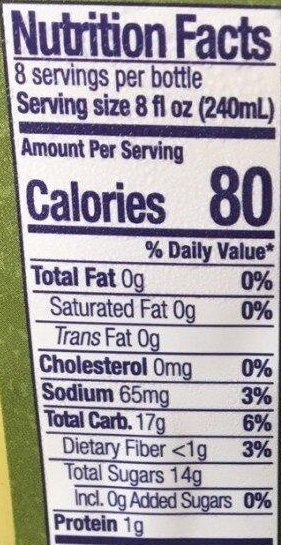 Nutrition Facts
8 servings per bottle
Serving size 8 fl oz (240mL)
Amount Per Serving
Calories 80
% Daily Value*
Total Fat 0g 0%
Saturated Fat 0g 0%
Trans Fat 0g
Cholesterol 0mg 0%
Sodium 65mg 3%
Total Carb. 17g 6%
Dietary Fiber <1g 3%
Total Sugars 14g
Incl. 0g Added Sugars 0%
Protein 1g